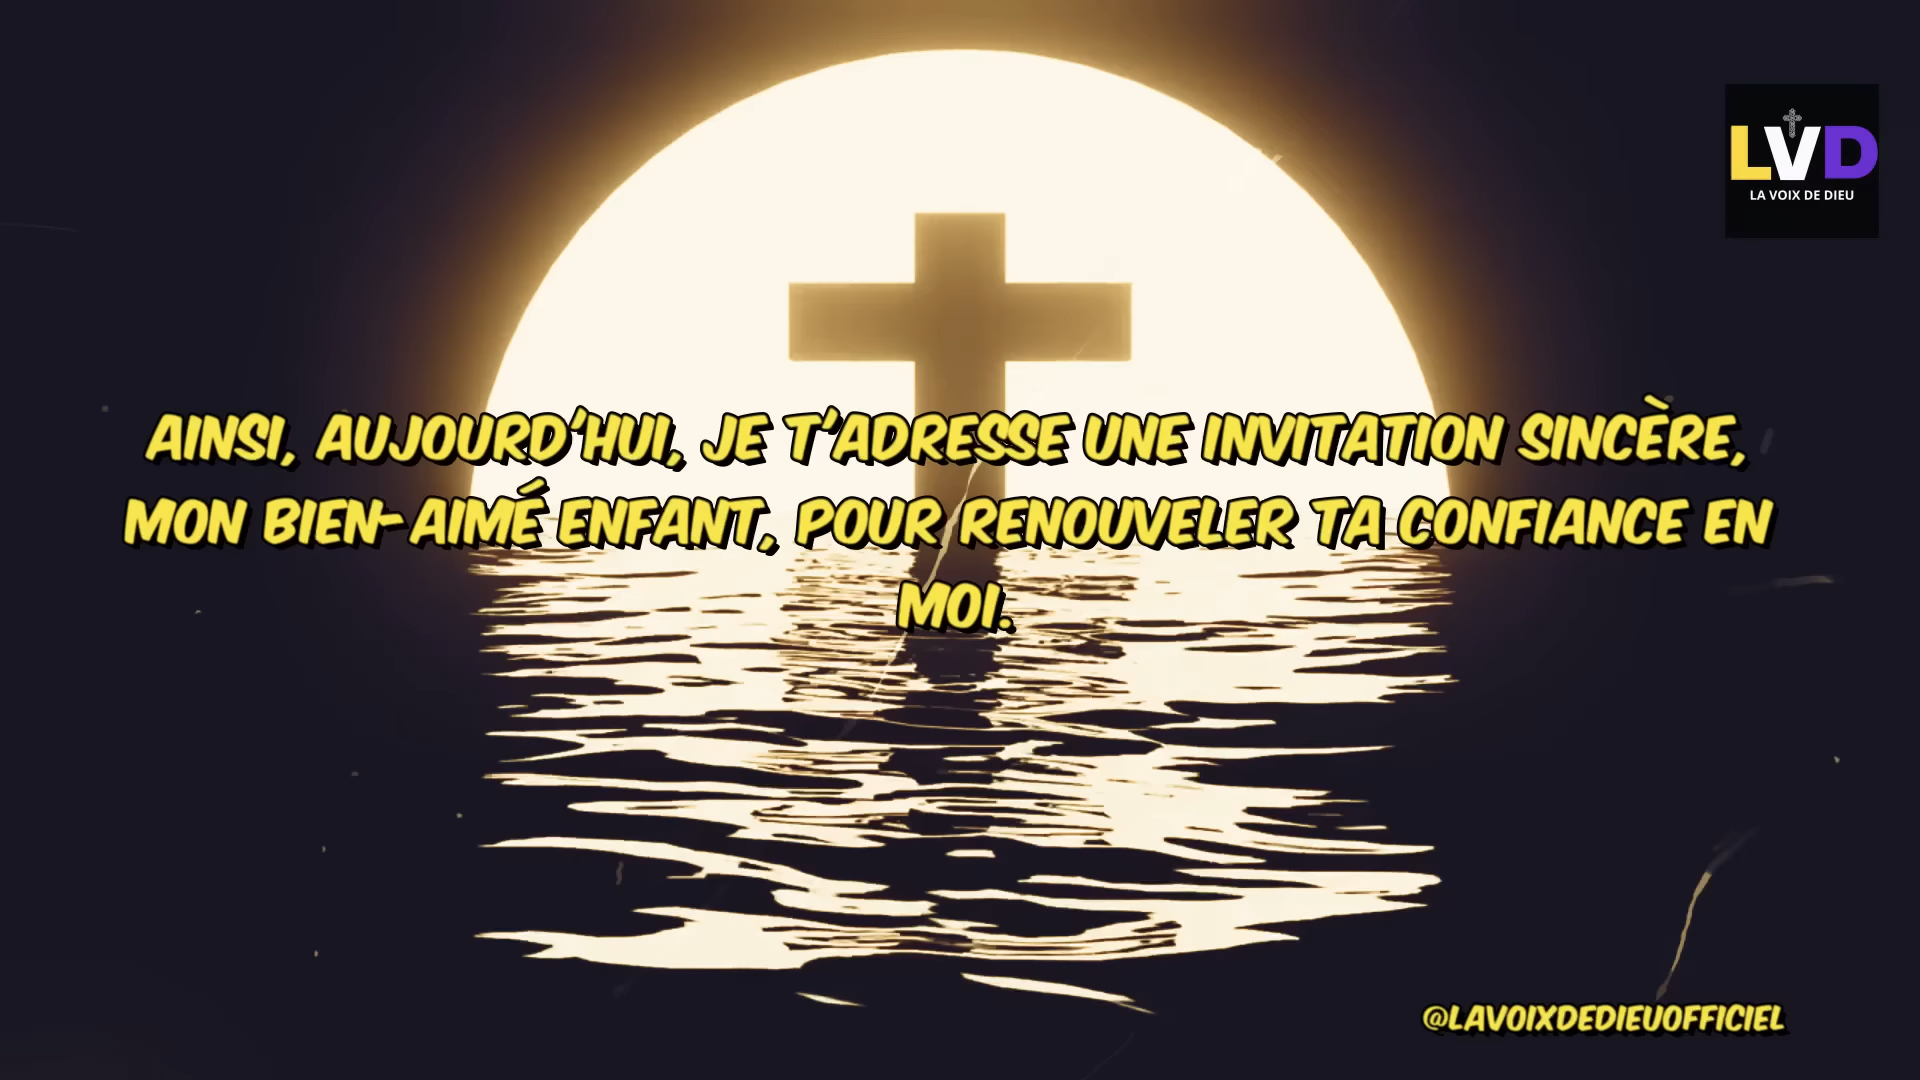 LVD
LA VOIX DE DIEU
AINSI, AUJOURD'HUI, JE T'ADRESSE UNE INVITATION SINCÈRE,
MON BIEN-AIMÉ ENFANT, POUR RENOUVELER TA CONFIANCE EN
MOI.
@LAVOIXDEDIEUOFFICIEL